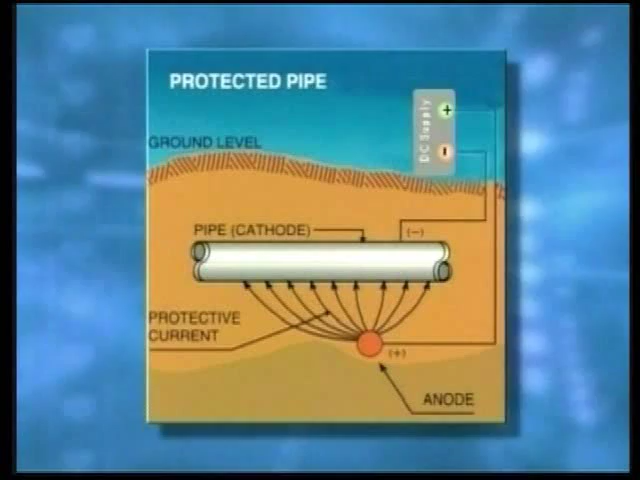 PROTECTED PIPE
+
DC Supply
-
GROUND LEVEL
PIPE (CATHODE)
(–)
PROTECTIVE
CURRENT
(+)
ANODE